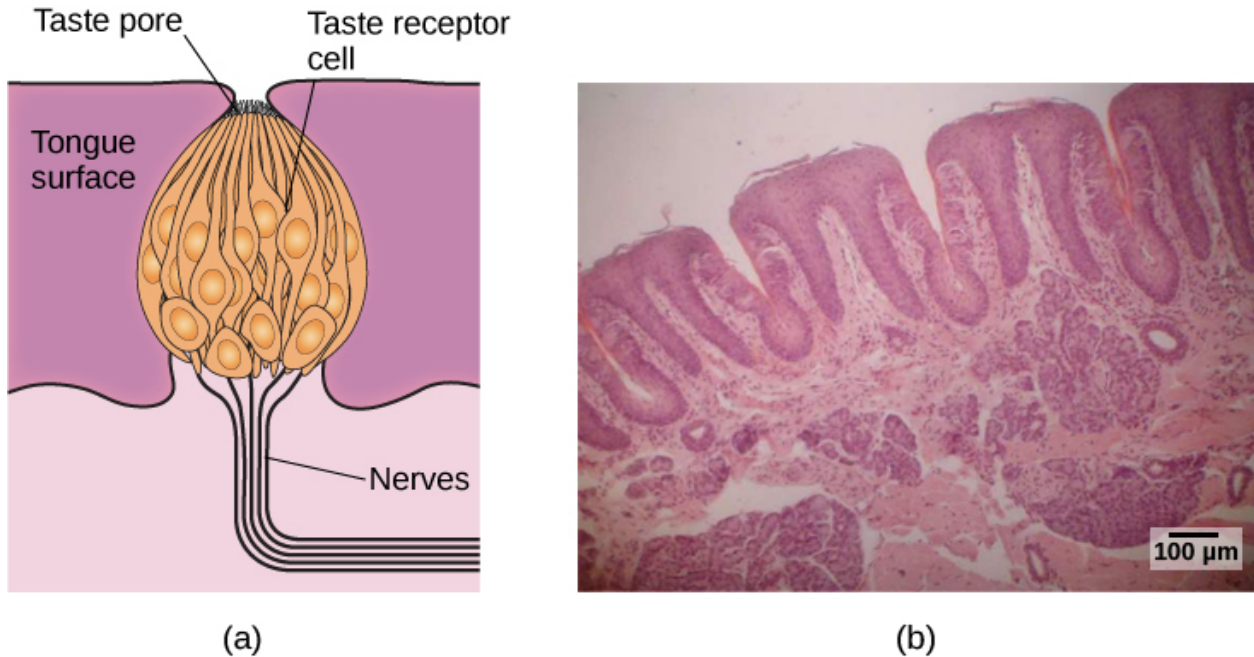 Taste pore
Taste receptor
cell
Tongue
surface
Nerves
100 µm
(a)
(b)